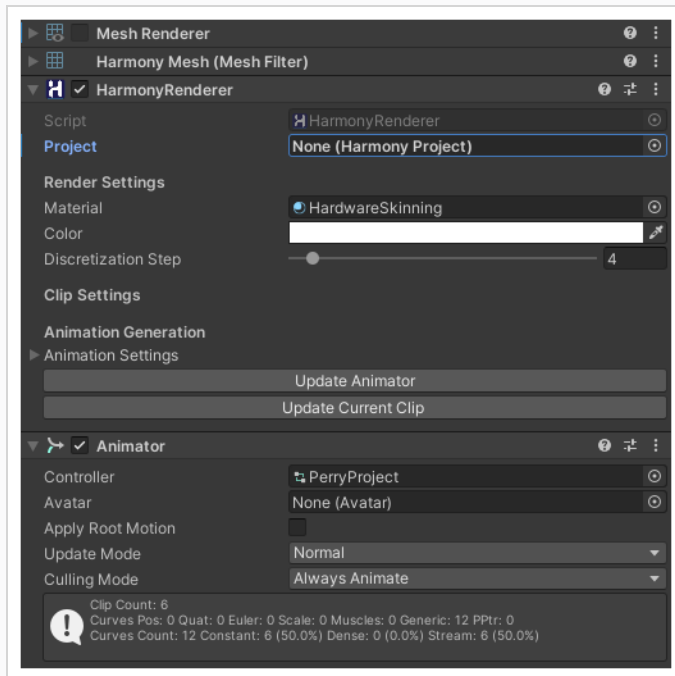 Mesh Renderer
Harmony Mesh (Mesh Filter)
HarmonyRenderer
Script HarmonyRenderer
Project None (Harmony Project)
Render Settings
Material HardwareSkinning
Color
Discretization Step 4
Clip Settings
Animation Generation
Animation Settings
Update Animator
Update Current Clip
Animator
Controller PerryProject
Avatar None (Avatar)
Apply Root Motion
Update Mode Normal
Culling Mode Always Animate
Clip Count: 6
Curves Pos: 0 Quat: 0 Euler: 0 Scale: 0 Muscles: 0 Generic: 12 PPtr: 0
Curves Count: 12 Constant: 6 (50.0%) Dense: 0 (0.0%) Stream: 6 (50.0%)